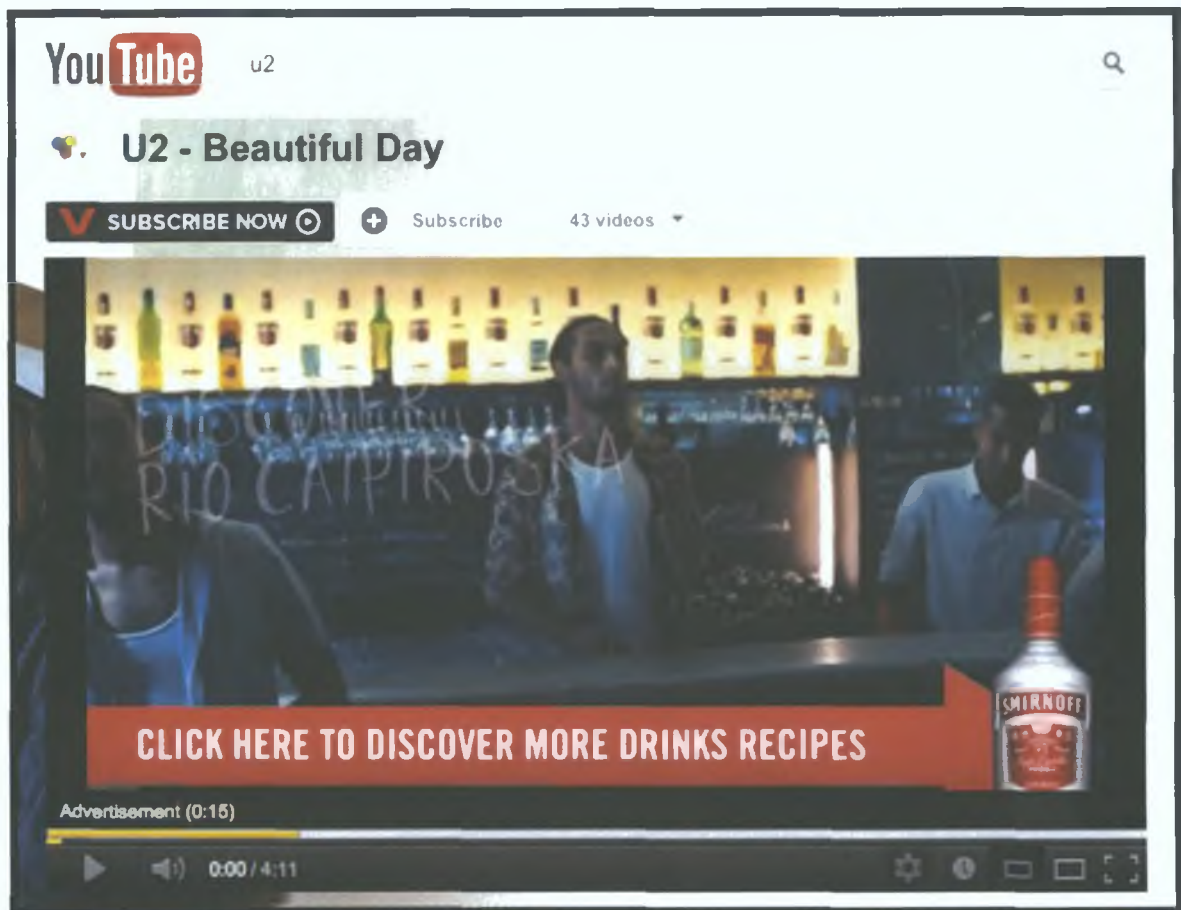 YouTube u2
U2 - Beautiful Day
SUBSCRIBE NOW Subscribe 43 videos
DISCOVER
RIO CAIPIROSKA
SMIRNOFF
CLICK HERE TO DISCOVER MORE DRINKS RECIPES
Advertisement (0:15)
0:00 / 4:11